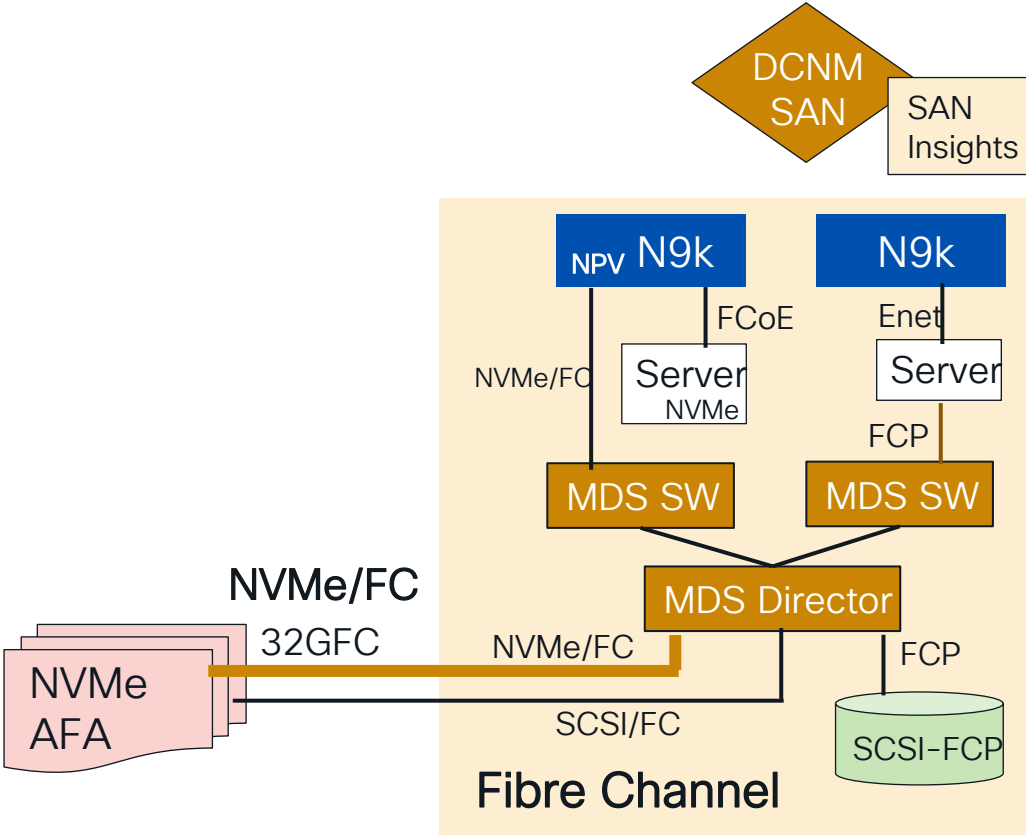 DCNM
SAN
SAN
Insights
NPV N9k
N9k
FCoE
Enet
NVMe/FC
Server
NVMe
Server
FCP
MDS SW
MDS SW
NVMe/FC
MDS Director
32GFC
NVMe/FC
FCP
NVMe
AFA
SCSI/FC
SCSI-FCP
Fibre Channel